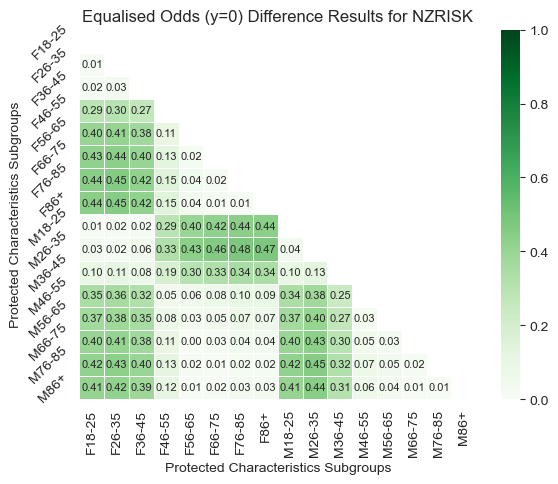 Equalised Odds (y=0) Difference Results for NZRISK
Protected Characteristics Subgroups
F18-25
F26-35 0.01
F36-45 0.02 0.03
F46-55 0.29 0.30 0.27
F56-65 0.40 0.41 0.38 0.11
F66-75 0.43 0.44 0.40 0.13 0.02
F76-85 0.44 0.45 0.42 0.15 0.04 0.02
F86+ 0.44 0.45 0.42 0.15 0.04 0.01 0.01
M18-25 0.01 0.02 0.02 0.29 0.40 0.42 0.44 0.44
M26-35 0.03 0.02 0.06 0.33 0.43 0.46 0.48 0.47 0.04
M36-45 0.10 0.11 0.08 0.19 0.30 0.33 0.34 0.34 0.10 0.13
M46-55 0.35 0.36 0.32 0.05 0.06 0.08 0.10 0.09 0.34 0.38 0.25
M56-65 0.37 0.38 0.35 0.08 0.03 0.05 0.07 0.07 0.37 0.40 0.27 0.03
M66-75 0.40 0.41 0.38 0.11 0.00 0.03 0.04 0.04 0.40 0.43 0.30 0.05 0.03
M76-85 0.42 0.43 0.40 0.13 0.02 0.01 0.02 0.02 0.42 0.45 0.32 0.07 0.05 0.02
M86+ 0.41 0.42 0.39 0.12 0.01 0.02 0.03 0.03 0.41 0.44 0.31 0.06 0.04 0.01 0.01
F18-25 F26-35 F36-45 F46-55 F56-65 F66-75 F76-85 F86+ M18-25 M26-35 M36-45 M46-55 M56-65 M66-75 M76-85 M86+
Protected Characteristics Subgroups
1.0
0.8
0.6
0.4
0.2
0.0